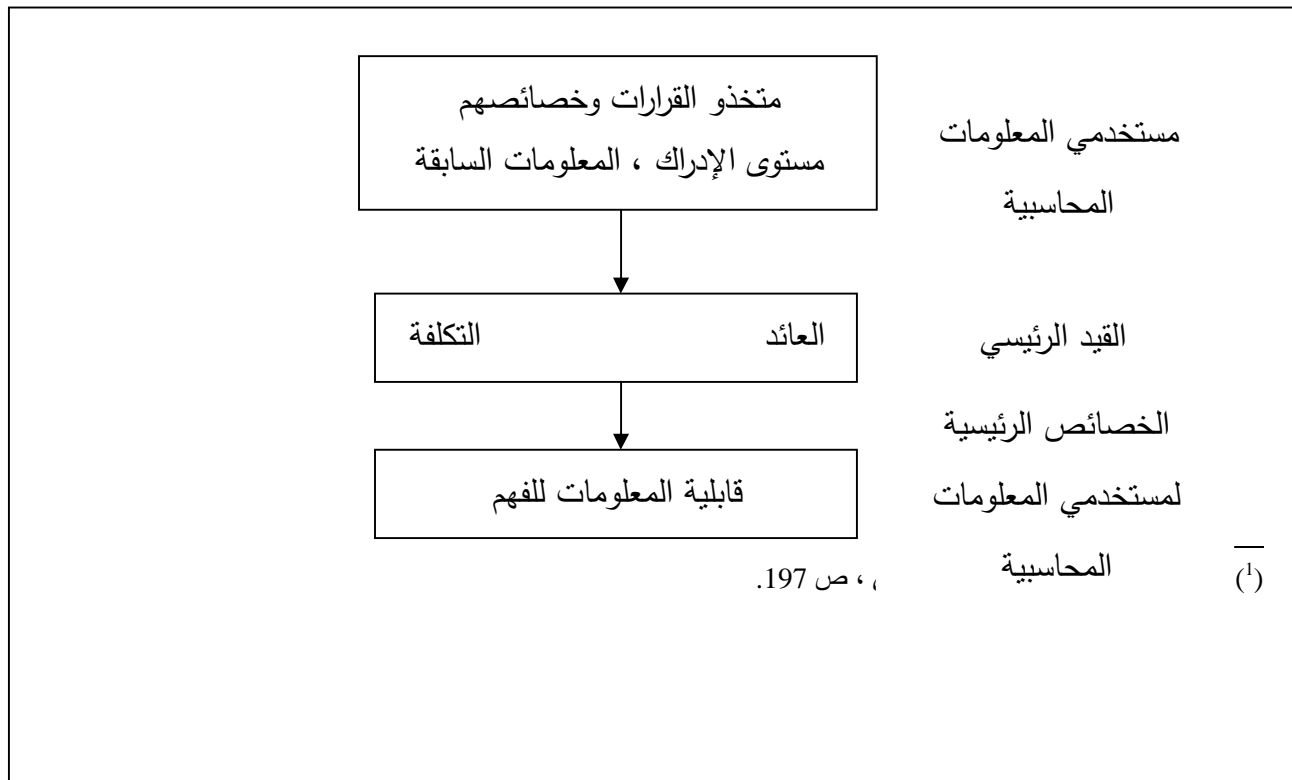 متخذو القرارات وخصائصهم
مستوى الإدراك ، المعلومات السابقة
مستخدمي المعلومات
المحاسبية
العائد التكلفة
القيد الرئيسي
قابلية المعلومات للفهم
الخصائص الرئيسية
لمستخدمي المعلومات
المحاسبية
(1)
، ص 197.